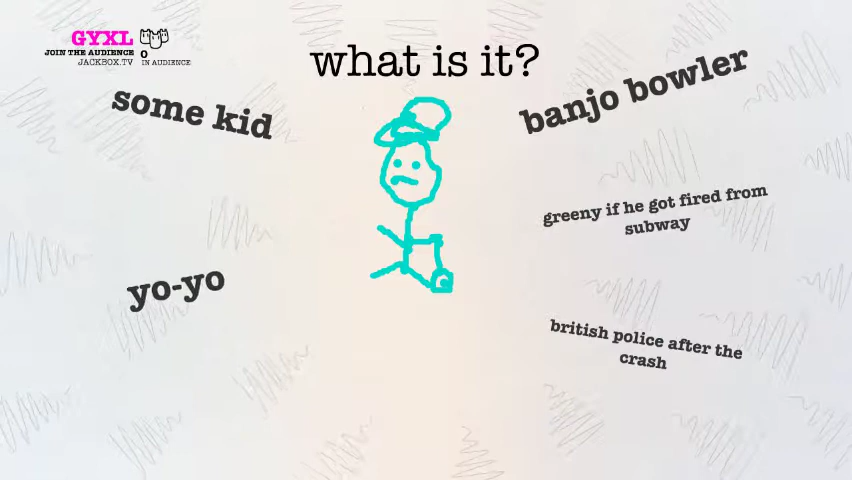 GYXL
JOIN THE AUDIENCE
JACKBOX.TV
0
IN AUDIENCE
what is it?
some kid
banjo bowler
greeny if he got fired from
subway
yo-yo
british police after the
crash